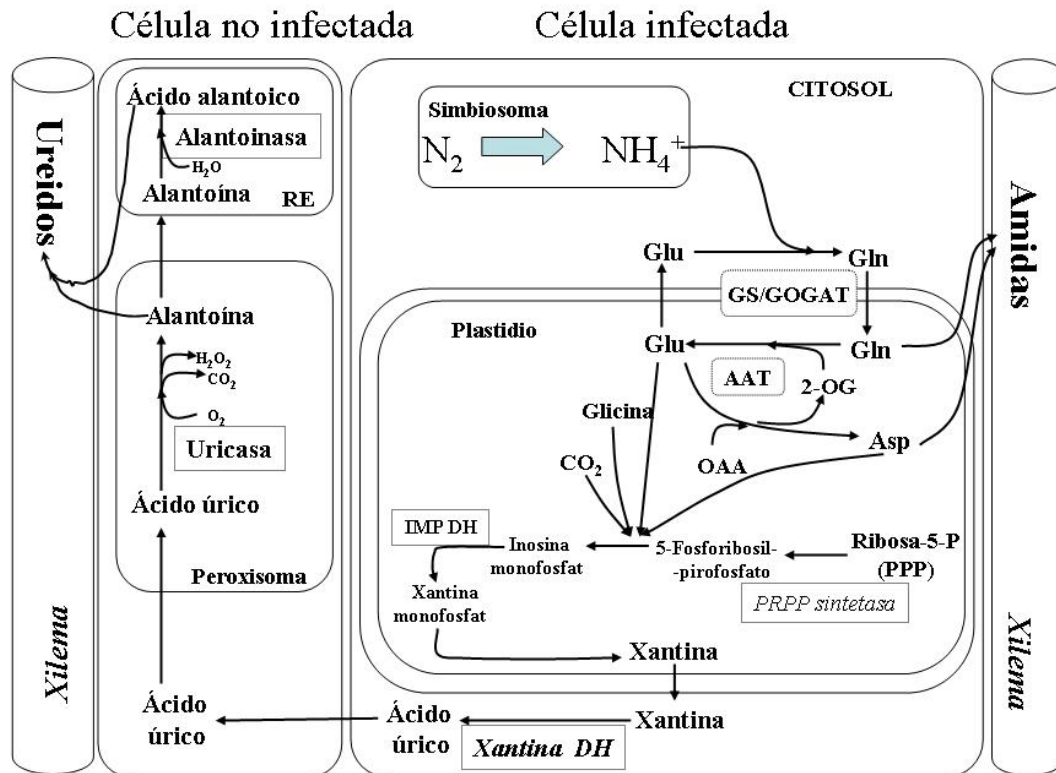 Célula no infectada
Célula infectada
Ureidos
Xilema
Ácido alantoico
Alantoinasa
H₂O
Alantoína
RE
Alantoína
H₂O₂
CO₂
O₂
Uricasa
Ácido úrico
Peroxisoma
Ácido
úrico
CITOSOL
Simbiosoma
N₂
NH₄⁺
Glu
Gln
GS/GOGAT
Plastidio
Glu
Gln
AAT
2-OG
Glicina
Asp
CO₂
OAA
IMP DH
Inosina
monofosfat
5-Fosforibosil-
-pirofosfato
Ribosa-5-P
(PPP)
PRPP sintetasa
Xantina
monofosfat
Xantina
Xantina
Ácido
úrico
Xantina DH
Amidas
Xilema